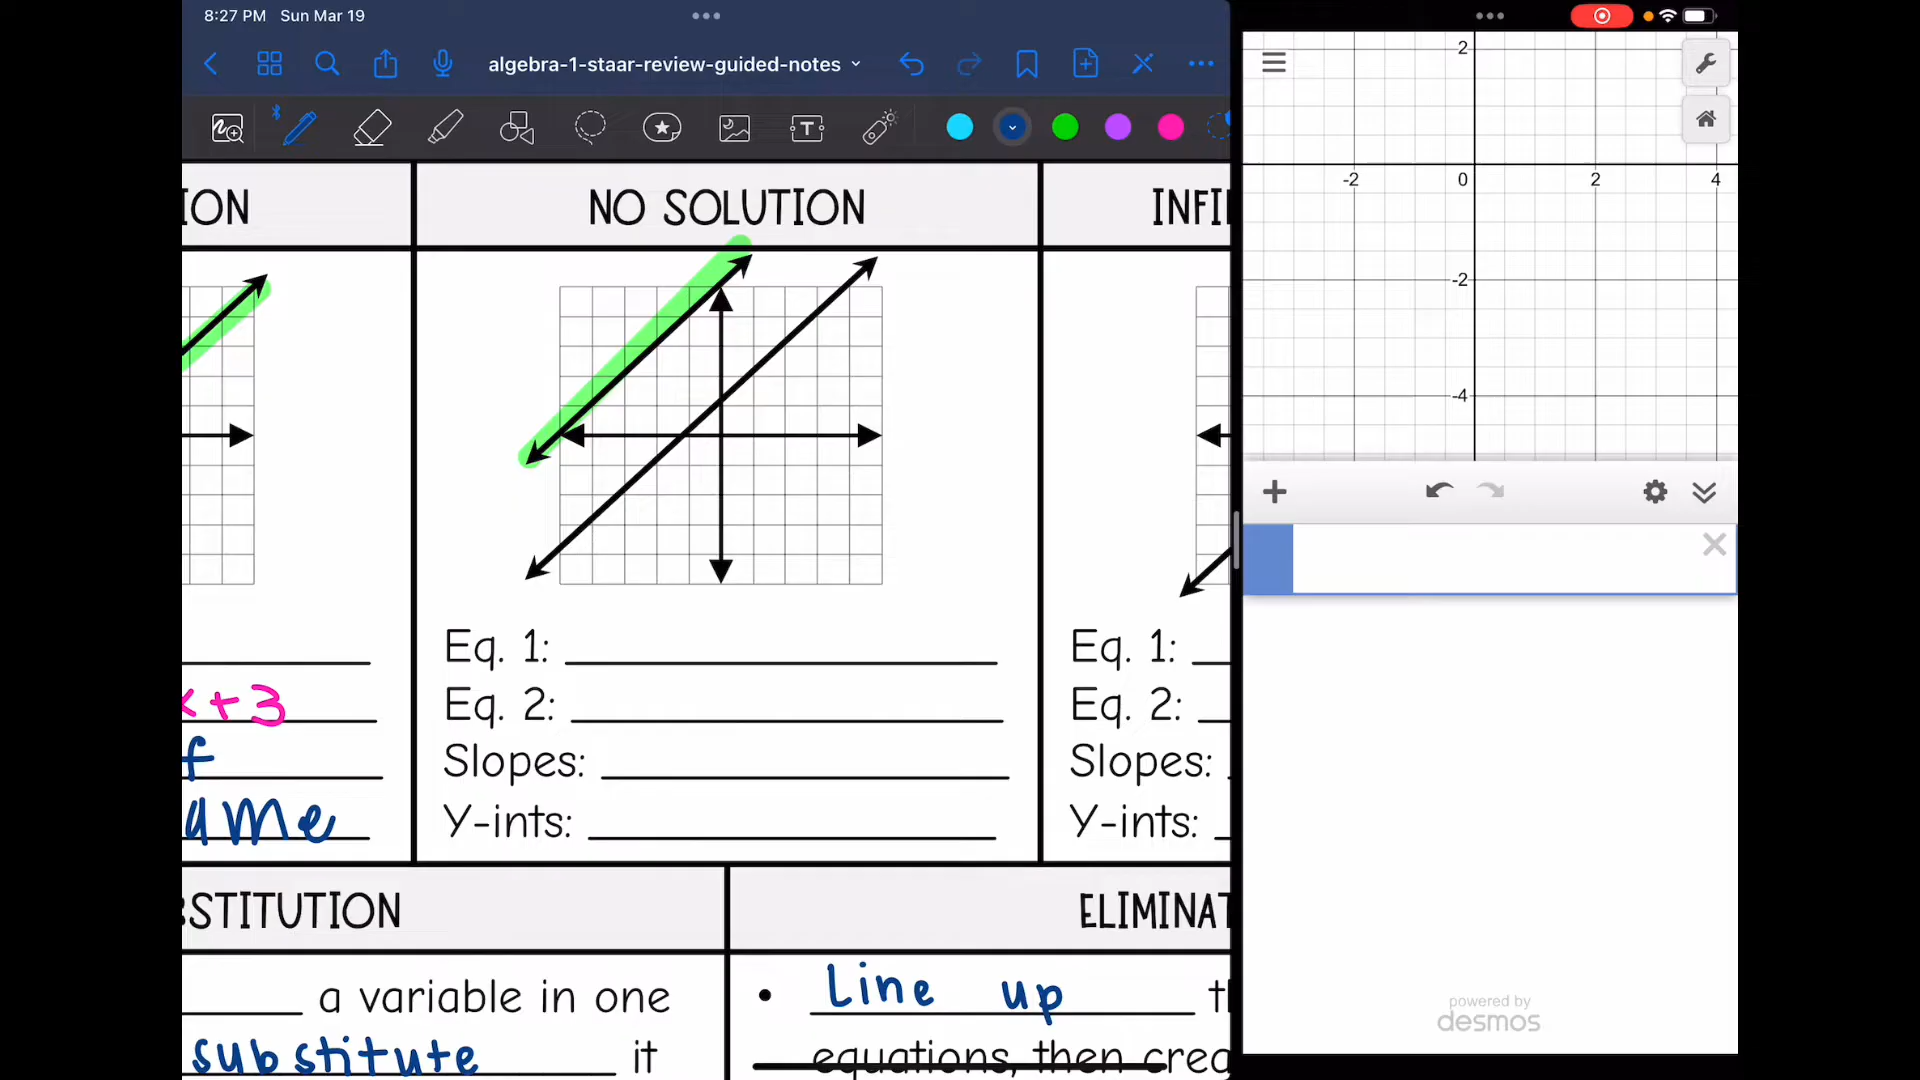 8:27 PM Sun Mar 19
algebra-1-staar-review-guided-notes
T
ION
NO SOLUTION
INFI
x+3
f
ame
Eq. 1:
Eq. 2:
Slopes:
Y-ints:
Eq. 1:
Eq. 2:
Slopes:
Y-ints:
STITUTION
ELIMINAT
a variable in one
substitute it
• Line up t
equations, then crea
2
-2 0 2 4
-2
-4
powered by
desmos